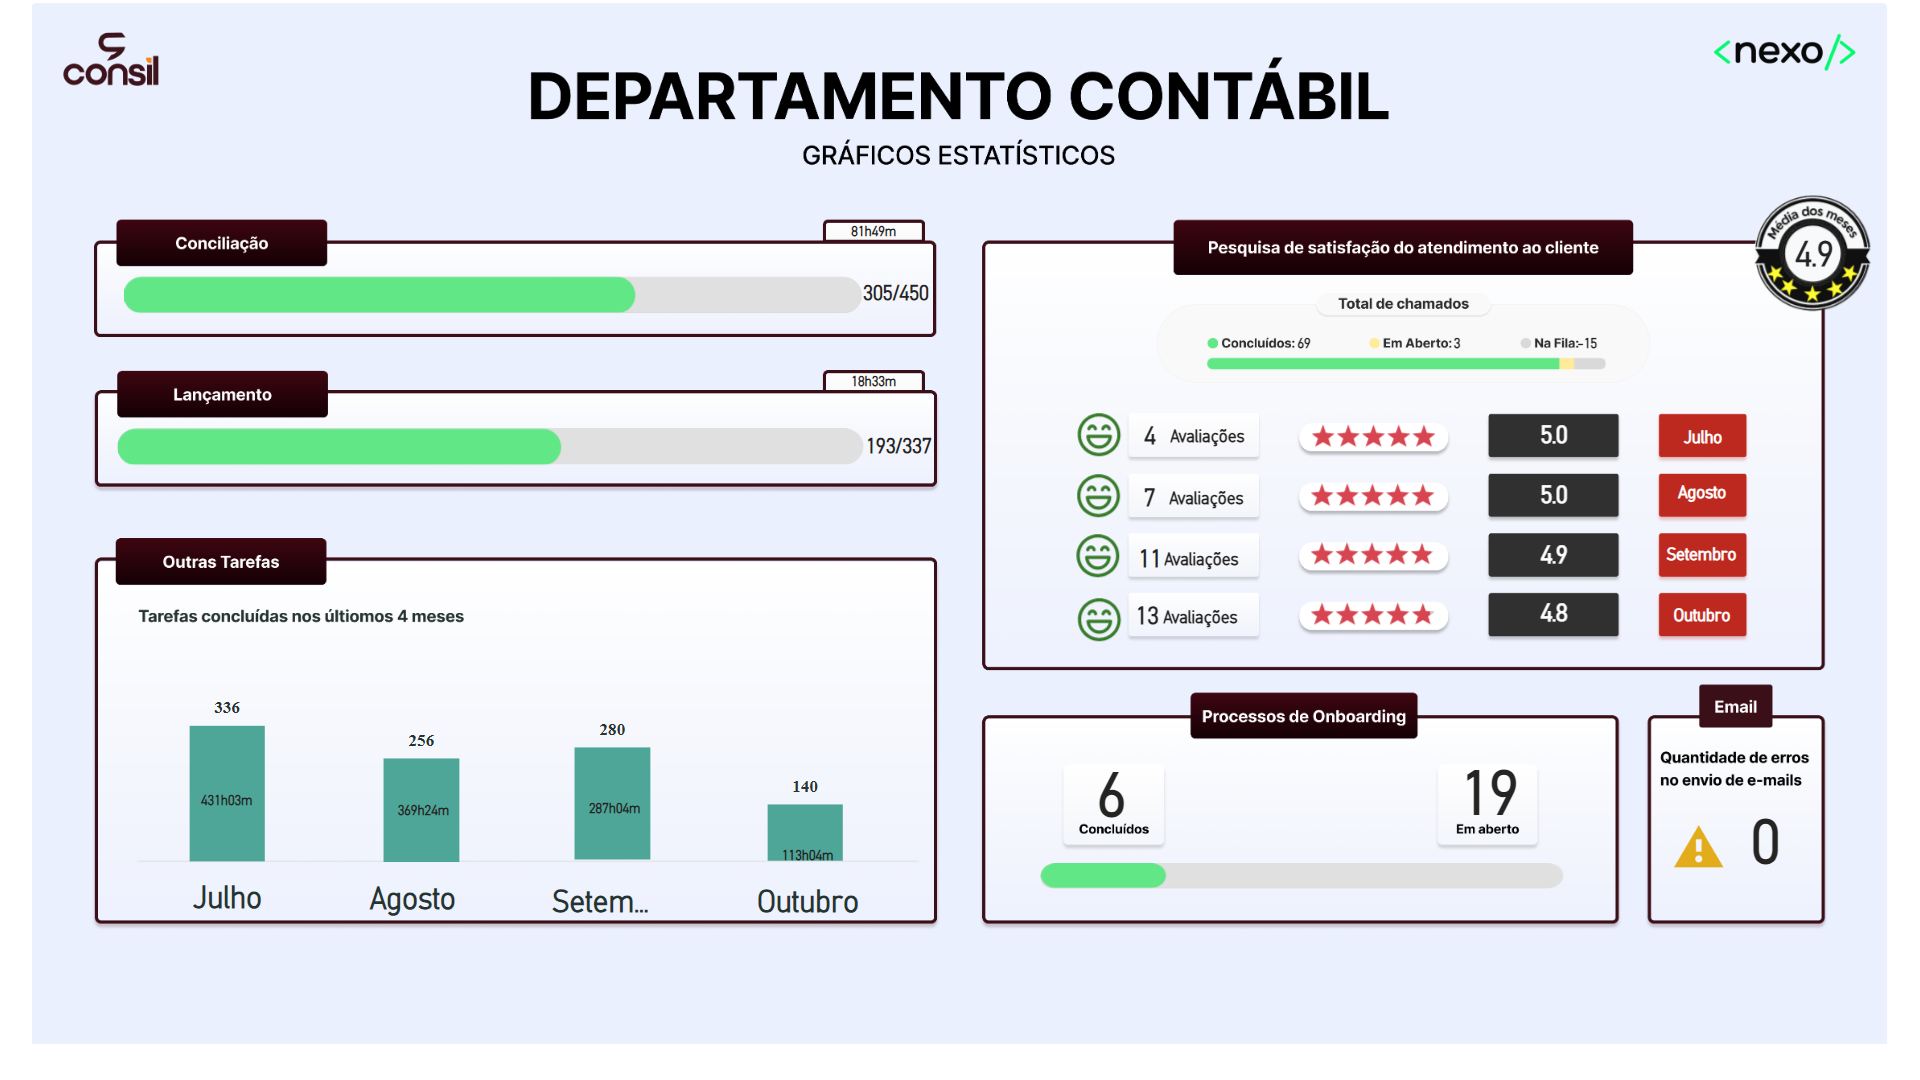 consil
<nexo/>
DEPARTAMENTO CONTÁBIL
GRÁFICOS ESTATÍSTICOS
Conciliação
81h49m
305/450
Lançamento
18h33m
193/337
Outras Tarefas
Tarefas concluídas nos últiomos 4 meses
336
256
280
140
431h03m
369h24m
287h04m
113h04m
Julho
Agosto
Setem...
Outubro
Pesquisa de satisfação do atendimento ao cliente
Média dos meses
4.9
Total de chamados
Concluídos: 69
Em Aberto: 3
Na Fila:-15
4 Avaliações
5.0
Julho
7 Avaliações
5.0
Agosto
11 Avaliações
4.9
Setembro
13 Avaliações
4.8
Outubro
Processos de Onboarding
6
Concluídos
19
Em aberto
Email
Quantidade de erros
no envio de e-mails
0